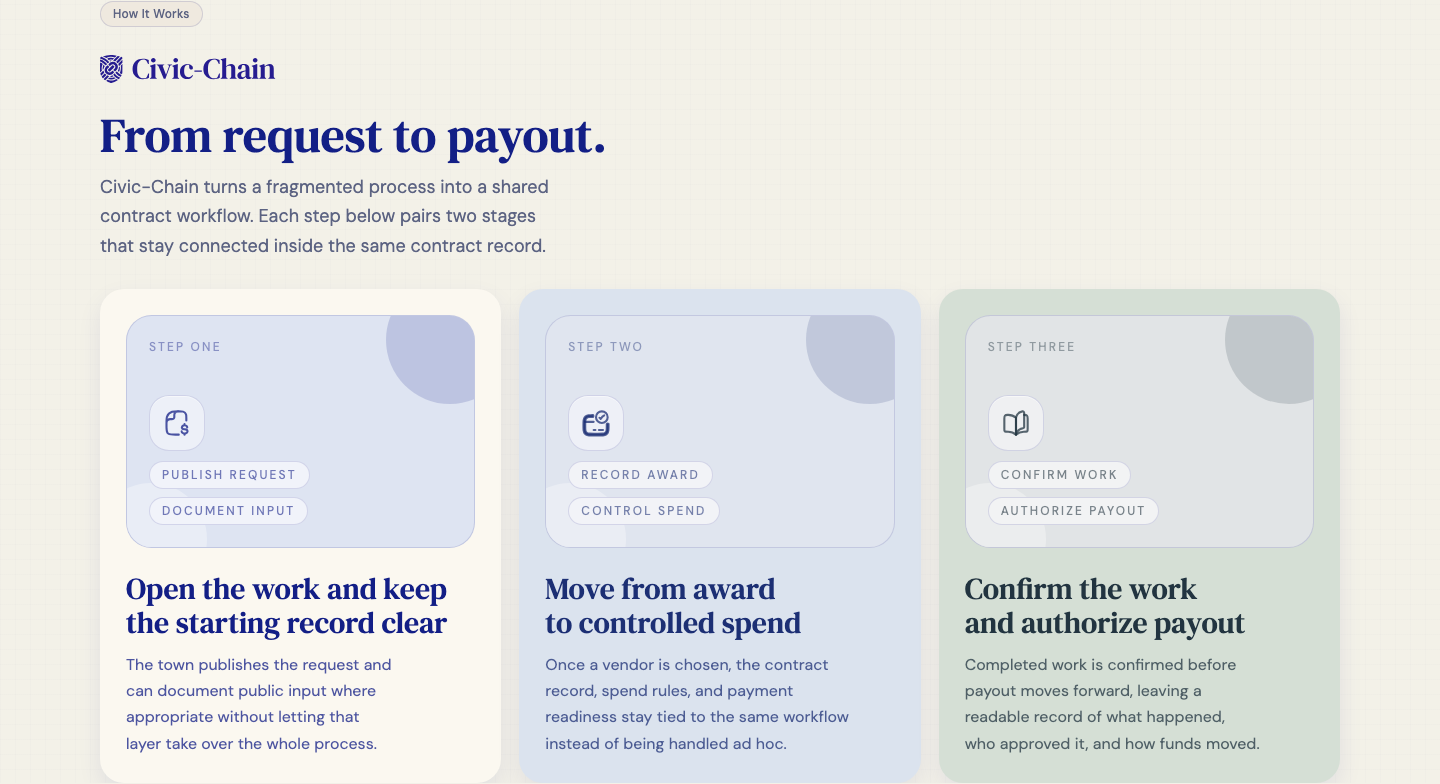 How It Works
Civic-Chain
From request to payout.
Civic-Chain turns a fragmented process into a shared
contract workflow. Each step below pairs two stages
that stay connected inside the same contract record.
STEP ONE
PUBLISH REQUEST
DOCUMENT INPUT
Open the work and keep
the starting record clear
The town publishes the request and
can document public input where
appropriate without letting that
layer take over the whole process.
STEP TWO
RECORD AWARD
CONTROL SPEND
Move from award
to controlled spend
Once a vendor is chosen, the contract
record, spend rules, and payment
readiness stay tied to the same workflow
instead of being handled ad hoc.
STEP THREE
CONFIRM WORK
AUTHORIZE PAYOUT
Confirm the work
and authorize payout
Completed work is confirmed before
payout moves forward, leaving a
readable record of what happened,
who approved it, and how funds moved.